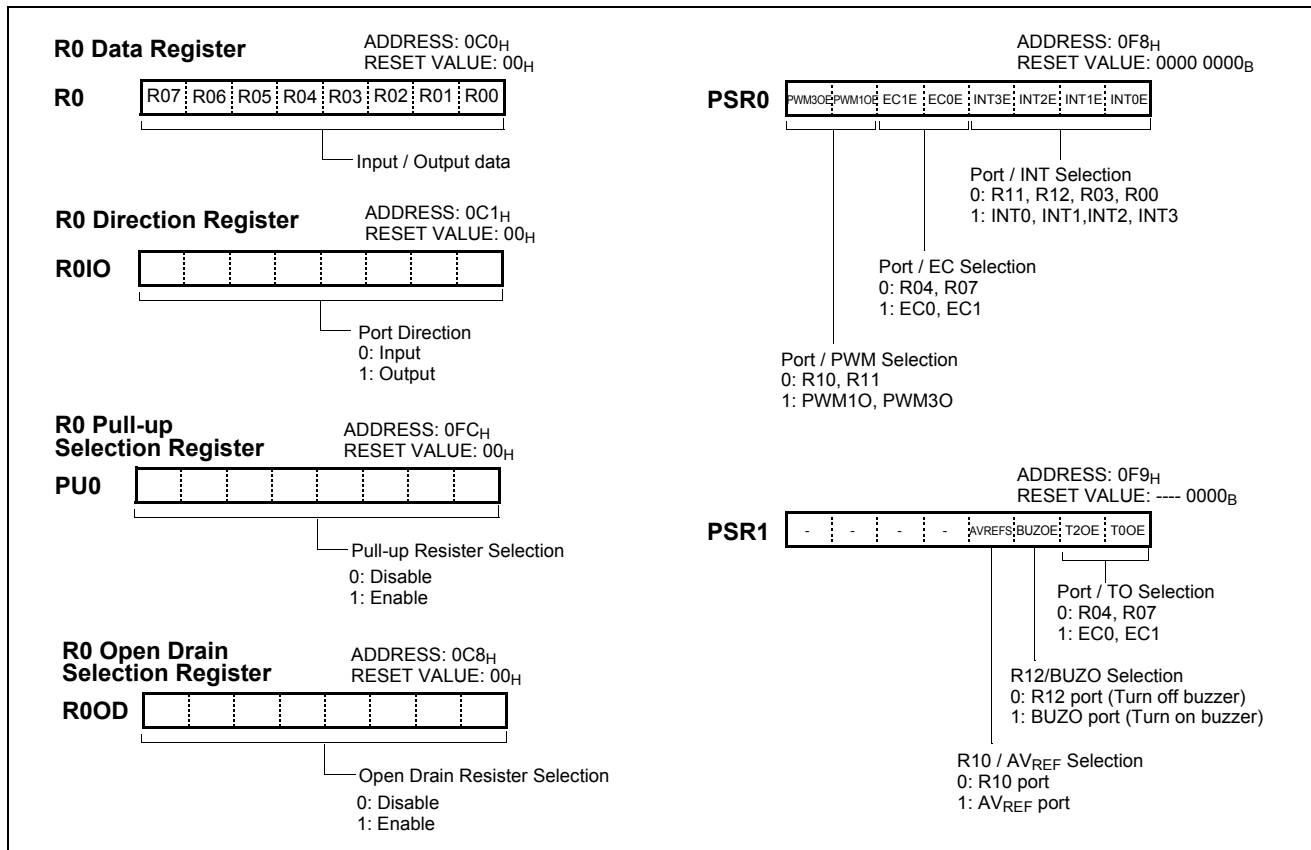 R0 Data Register
ADDRESS: 0C0H
RESET VALUE: 00H
R0
R07 R06 R05 R04 R03 R02 R01 R00
Input / Output data
R0 Direction Register
ADDRESS: 0C1H
RESET VALUE: 00H
R0IO
Port Direction
0: Input
1: Output
R0 Pull-up
Selection Register
ADDRESS: 0FCH
RESET VALUE: 00H
PU0
Pull-up Resister Selection
0: Disable
1: Enable
R0 Open Drain
Selection Register
ADDRESS: 0C8H
RESET VALUE: 00H
R0OD
Open Drain Resister Selection
0: Disable
1: Enable
ADDRESS: 0F8H
RESET VALUE: 0000 0000B
PSR0
PWM3OE PWM1OE EC1E EC0E INT3E INT2E INT1E INT0E
Port / INT Selection
0: R11, R12, R03, R00
1: INT0, INT1,INT2, INT3
Port / EC Selection
0: R04, R07
1: EC0, EC1
Port / PWM Selection
0: R10, R11
1: PWM1O, PWM3O
ADDRESS: 0F9H
RESET VALUE: ---- 0000B
PSR1
- - - - AVREFS BUZOE T2OE T0OE
Port / TO Selection
0: R04, R07
1: EC0, EC1
R12/BUZO Selection
0: R12 port (Turn off buzzer)
1: BUZO port (Turn on buzzer)
R10 / AVREF Selection
0: R10 port
1: AVREF port